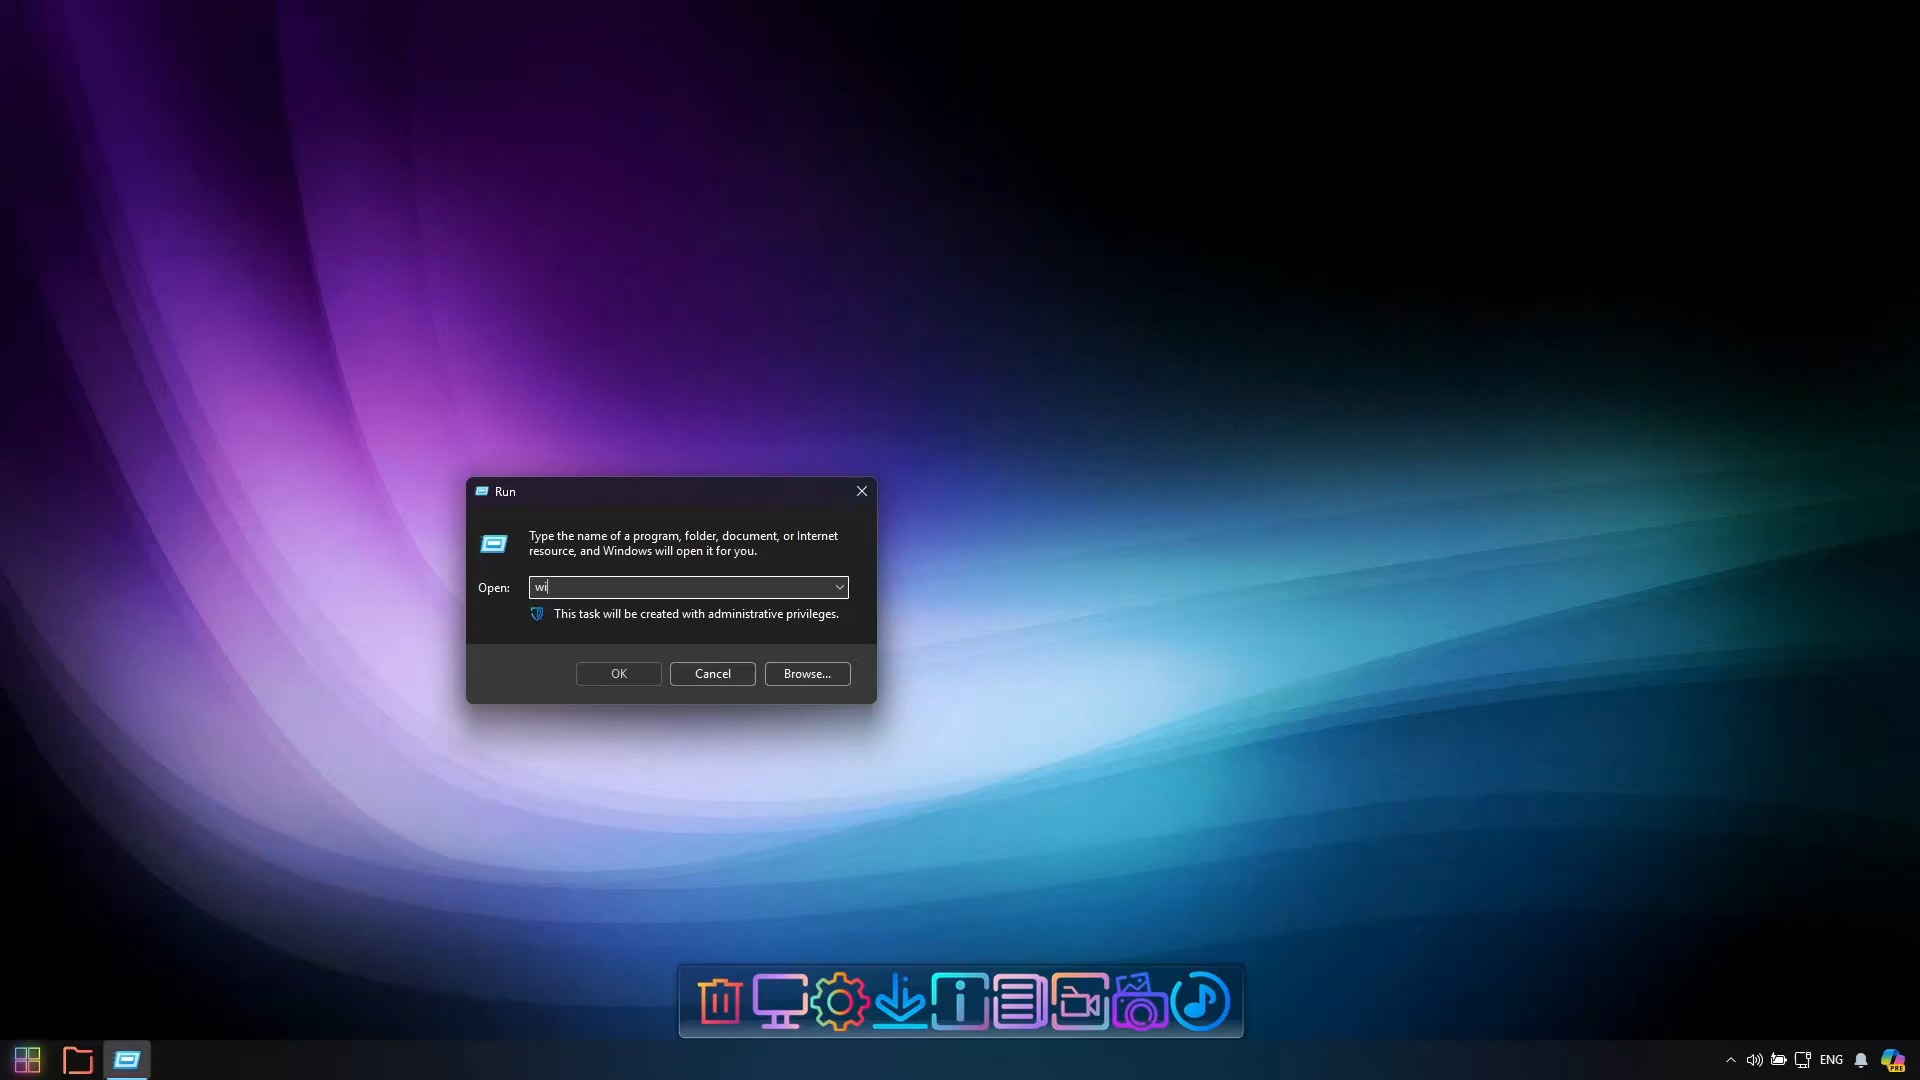 Run
Type the name of a program, folder, document, or Internet
resource, and Windows will open it for you.
Open: wi
This task will be created with administrative privileges.
OK Cancel Browse...
ENG
PRE